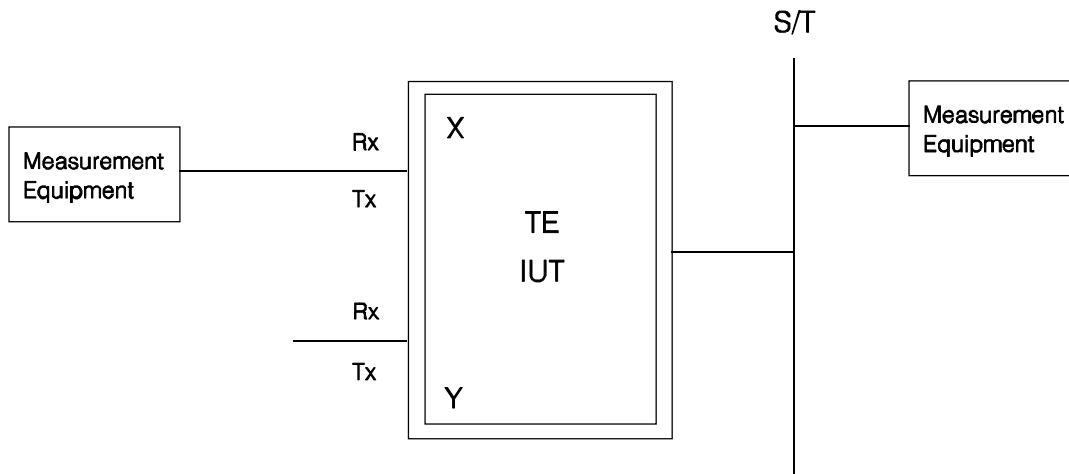 S/T
Measurement
Equipment
Rx
Tx
X
TE
IUT
Measurement
Equipment
Rx
Tx
Y